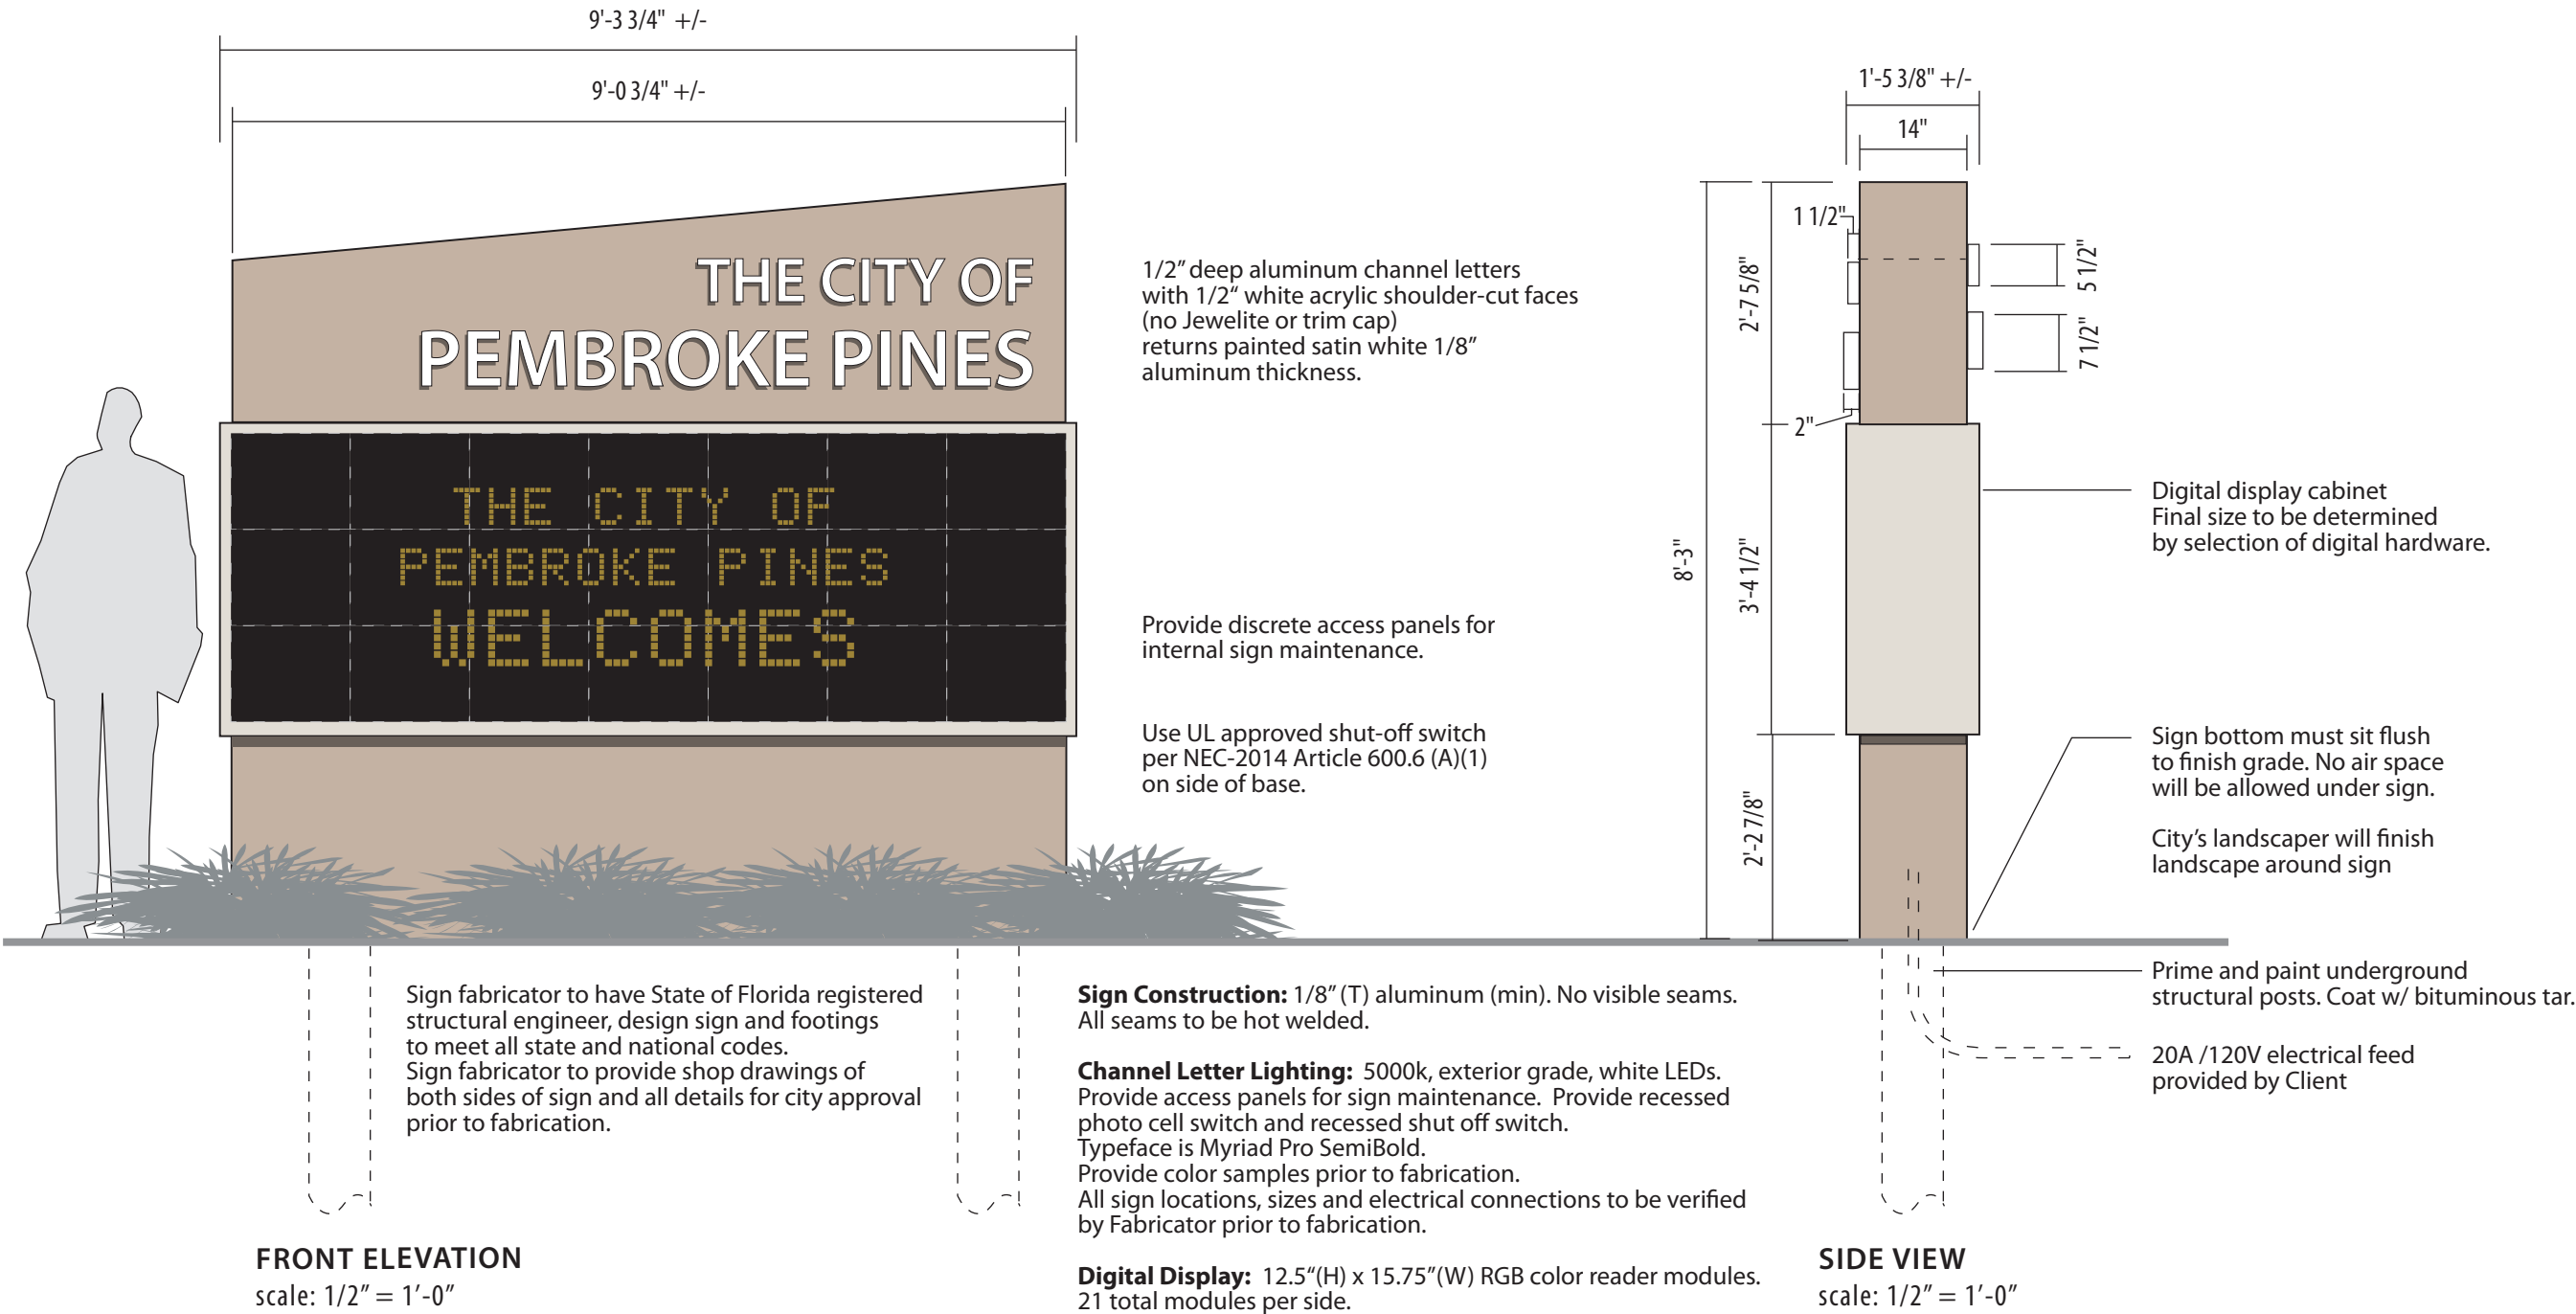 9'-3 3/4" +/-
9'-0 3/4" +/-
THE CITY OF
PEMBROKE PINES
THE CITY OF
PEMBROKE PINES
WELCOMES
1/2” deep aluminum channel letters
with 1/2“ white acrylic shoulder-cut faces
(no Jewelite or trim cap)
returns painted satin white 1/8”
aluminum thickness.
Provide discrete access panels for
internal sign maintenance.
Use UL approved shut-off switch
per NEC-2014 Article 600.6 (A)(1)
on side of base.
1'-5 3/8" +/-
14"
1 1/2"
5 1/2"
7 1/2"
2'-7 5/8"
2"
8'-3"
3'-4 1/2"
2'-2 7/8"
Digital display cabinet
Final size to be determined
by selection of digital hardware.
Sign bottom must sit flush
to finish grade. No air space
will be allowed under sign.
City’s landscaper will finish
landscape around sign
Prime and paint underground
structural posts. Coat w/ bituminous tar.
20A /120V electrical feed
provided by Client
Sign fabricator to have State of Florida registered
structural engineer, design sign and footings
to meet all state and national codes.
Sign fabricator to provide shop drawings of
both sides of sign and all details for city approval
prior to fabrication.
Sign Construction: 1/8” (T) aluminum (min). No visible seams.
All seams to be hot welded.
Channel Letter Lighting: 5000k, exterior grade, white LEDs.
Provide access panels for sign maintenance. Provide recessed
photo cell switch and recessed shut off switch.
Typeface is Myriad Pro SemiBold.
Provide color samples prior to fabrication.
All sign locations, sizes and electrical connections to be verified
by Fabricator prior to fabrication.
Digital Display: 12.5“(H) x 15.75”(W) RGB color reader modules.
21 total modules per side.
FRONT ELEVATION
scale: 1/2” = 1’-0”
SIDE VIEW
scale: 1/2” = 1’-0”